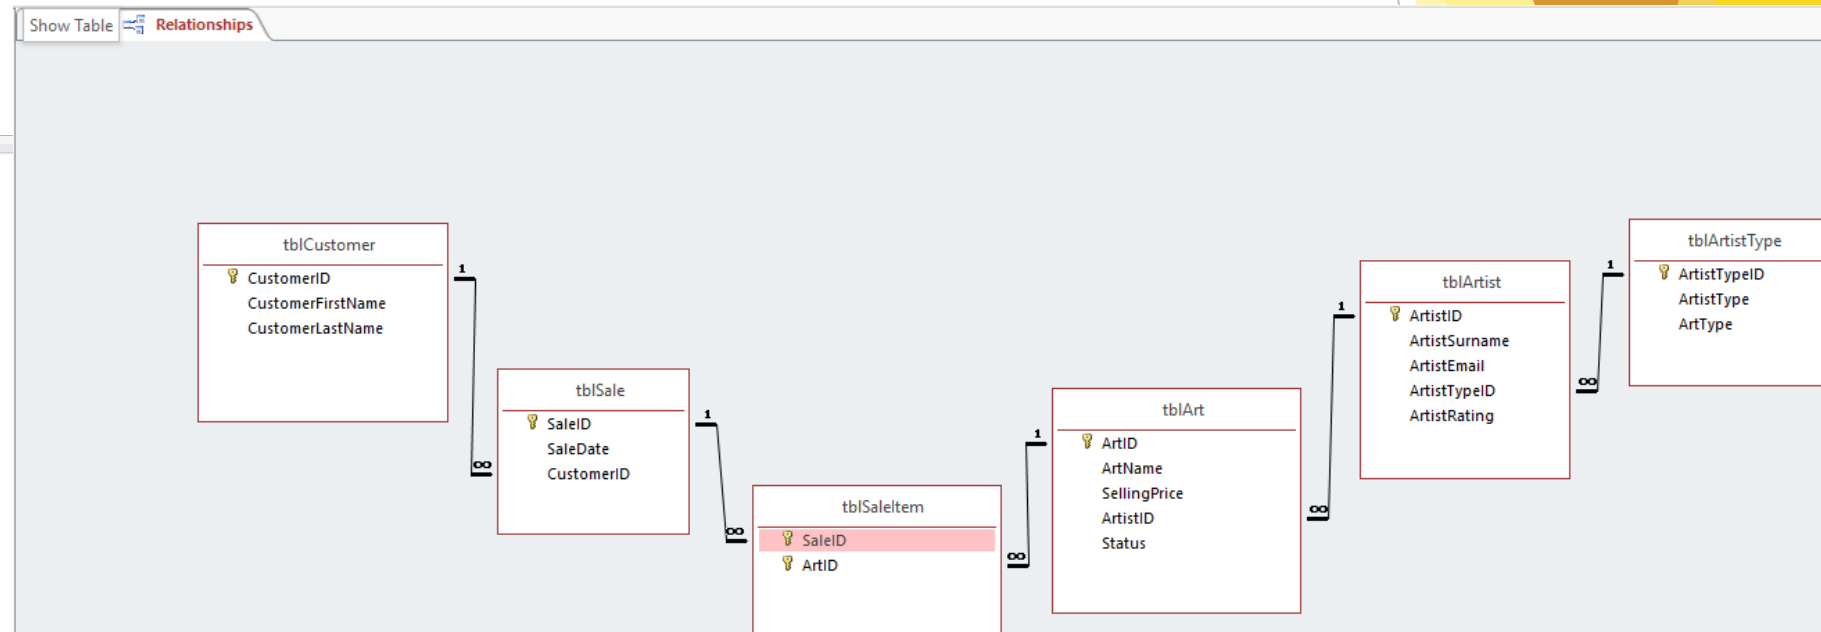 Show Table
Relationships
tblCustomer
CustomerID
CustomerFirstName
CustomerLastName
1
∞
tblSale
SaleID
SaleDate
CustomerID
1
∞
tblSaleItem
SaleID
ArtID
1
∞
tblArt
ArtID
ArtName
SellingPrice
ArtistID
Status
1
∞
tblArtist
ArtistID
ArtistSurname
ArtistEmail
ArtistTypeID
ArtistRating
1
∞
tblArtistType
ArtistTypeID
ArtistType
ArtType